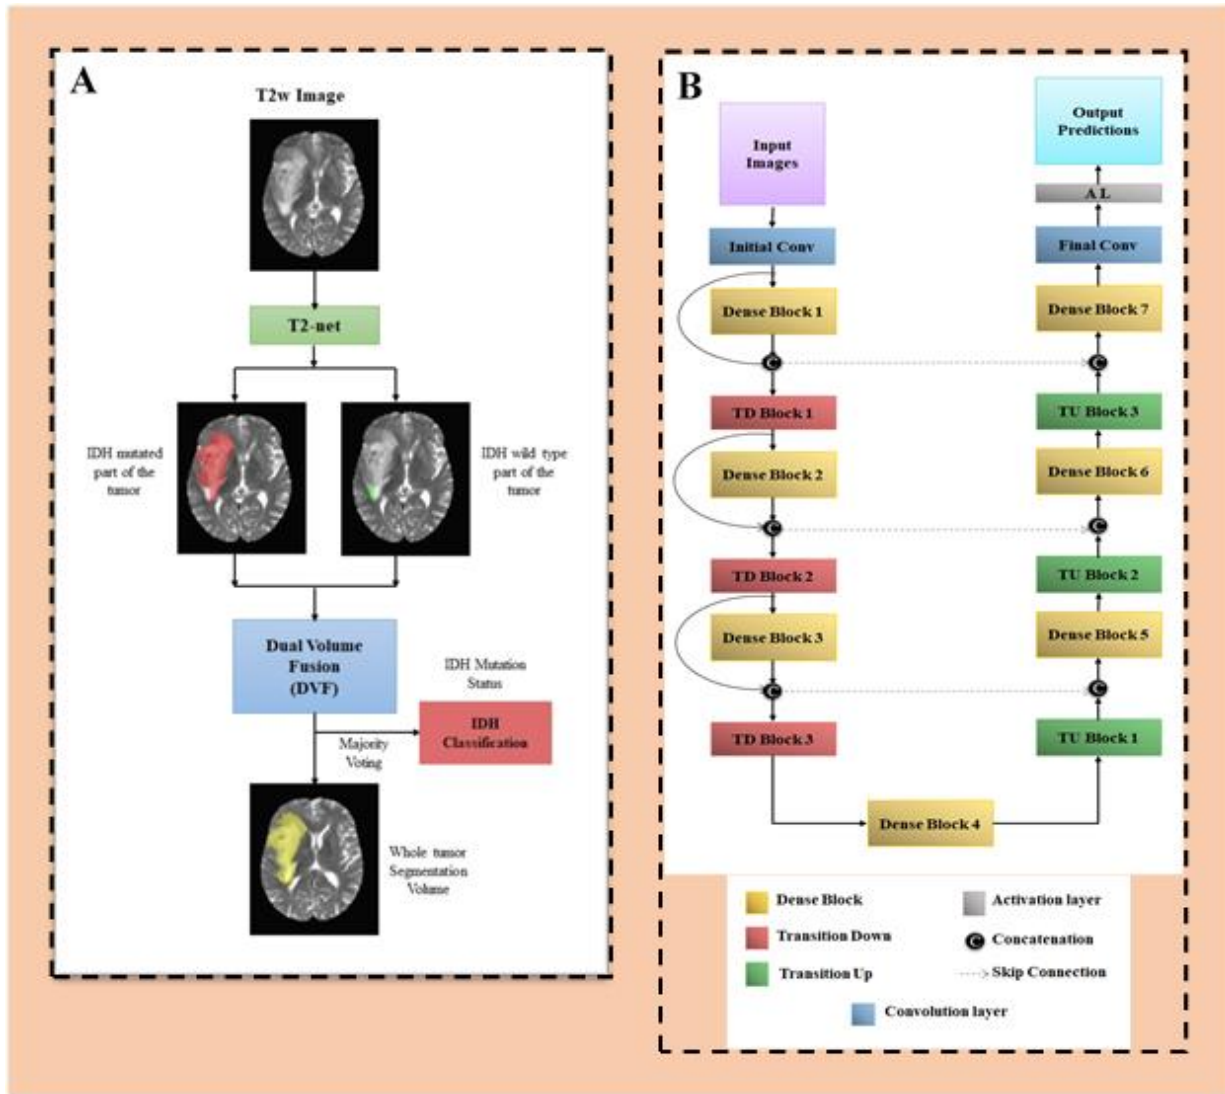 A
T2w Image
T2-net
IDH mutated
part of the
tumor
IDH wild type
part of the
tumor
Dual Volume
Fusion
(DVF)
IDH Mutation
Status
IDH
Classification
Majority
Voting
Whole tumor
Segmentation
Volume
B
Input
Images
Output
Predictions
A L
Initial Conv
Final Conv
Dense Block 1
Dense Block 7
C
C
TD Block 1
TU Block 3
Dense Block 2
Dense Block 6
C
C
TD Block 2
TU Block 2
Dense Block 3
Dense Block 5
C
C
TD Block 3
TU Block 1
Dense Block 4
Dense Block
Activation layer
Transition Down
C
Concatenation
Transition Up
Skip Connection
Convolution layer